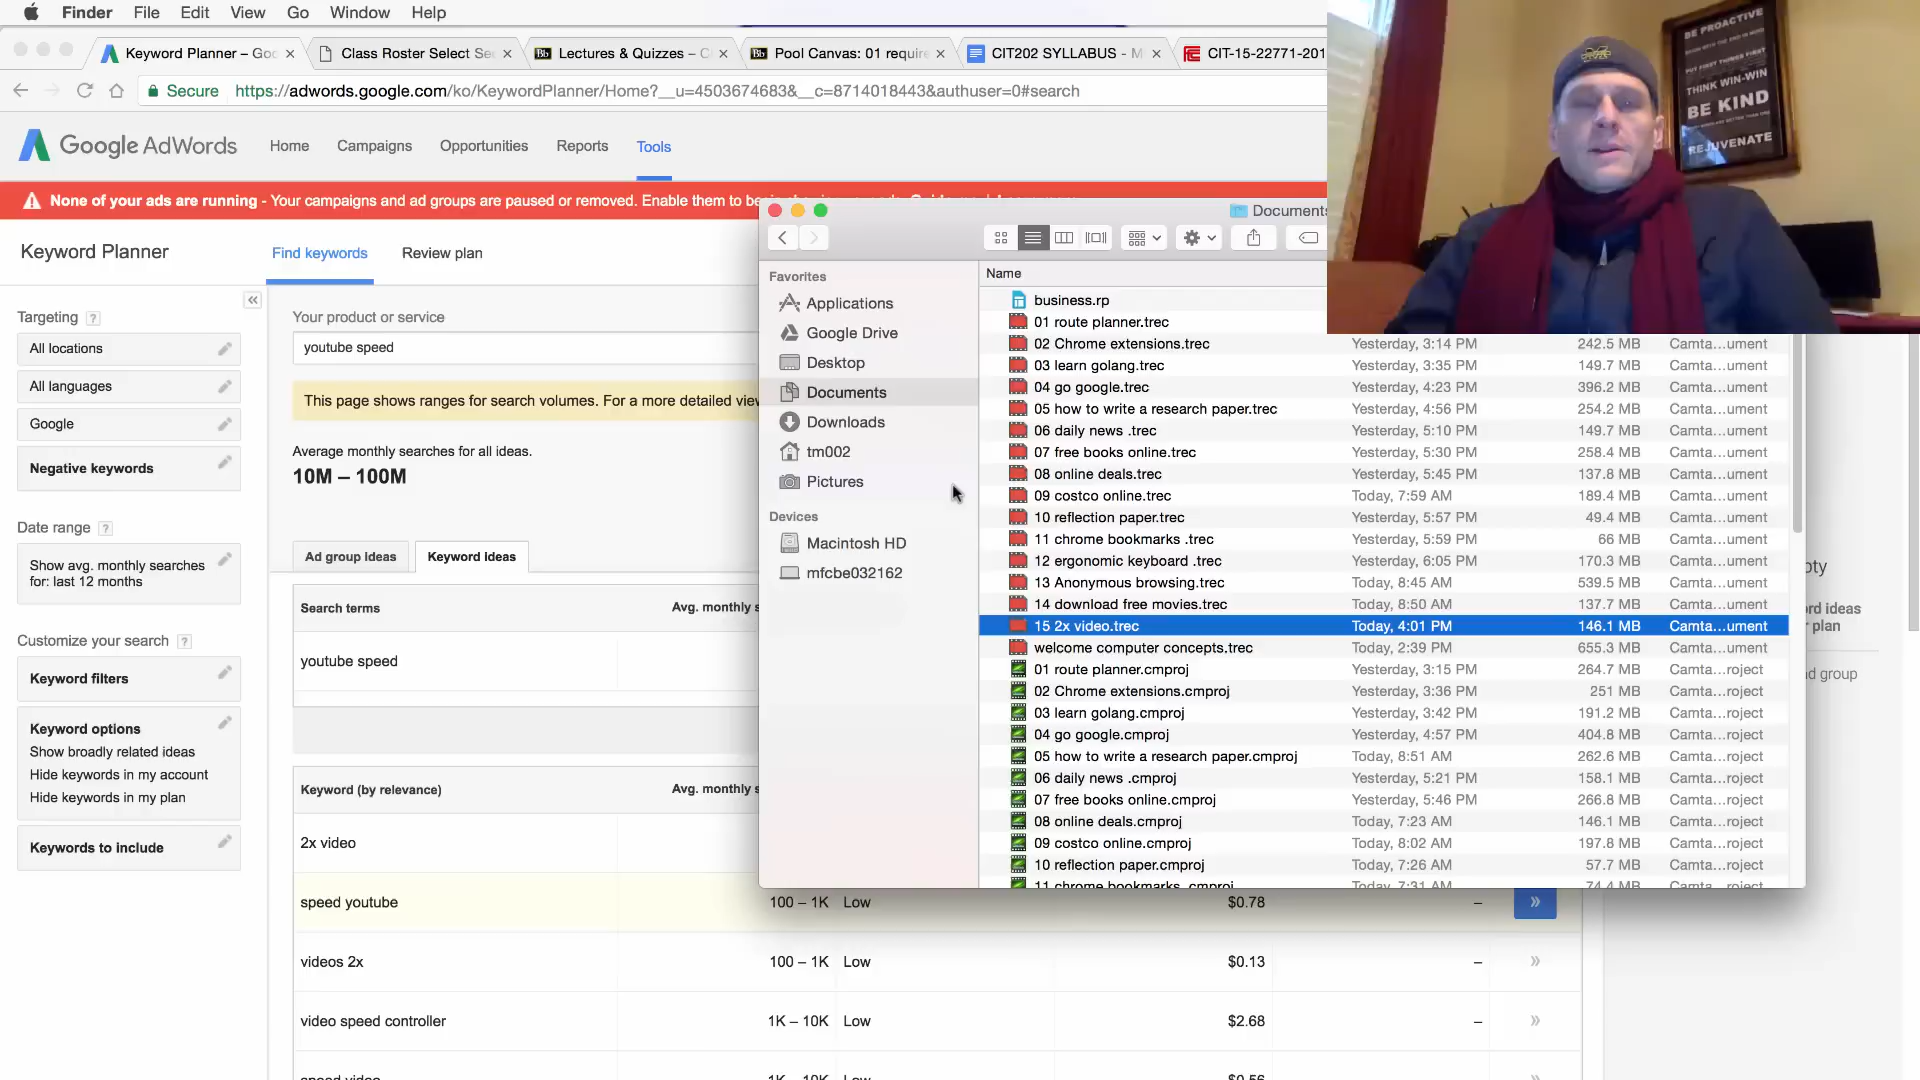 Finder File Edit View Go Window Help
Keyword Planner – Goo
Class Roster Select Se
Lectures & Quizzes – C
Pool Canvas: 01 require
CIT202 SYLLABUS - M
CIT-15-22771-201
Secure https://adwords.google.com/ko/KeywordPlanner/Home?__u=4503674683&__c=8714018443&authuser=0#search
Google AdWords Home Campaigns Opportunities Reports Tools
None of your ads are running - Your campaigns and ad groups are paused or removed. Enable them to be
Keyword Planner Find keywords Review plan
Targeting ?
All locations
All languages
Google
Negative keywords
Date range ?
Show avg. monthly searches
for: last 12 months
Customize your search ?
Keyword filters
Keyword options
Show broadly related ideas
Hide keywords in my account
Hide keywords in my plan
Keywords to include
Your product or service
youtube speed
This page shows ranges for search volumes. For a more detailed view
Average monthly searches for all ideas.
10M – 100M
Ad group ideas Keyword ideas
Search terms Avg. monthly s
youtube speed
Keyword (by relevance) Avg. monthly s
2x video
speed youtube 100 – 1K Low $0.78 –
videos 2x 100 – 1K Low $0.13 –
video speed controller 1K – 10K Low $2.68 –
Documents
Favorites
Applications
Google Drive
Desktop
Documents
Downloads
tm002
Pictures
Devices
Macintosh HD
mfcbe032162
Name
business.rp
01 route planner.trec
02 Chrome extensions.trec Yesterday, 3:14 PM 242.5 MB Camta...ument
03 learn golang.trec Yesterday, 3:35 PM 149.7 MB Camta...ument
04 go google.trec Yesterday, 4:23 PM 396.2 MB Camta...ument
05 how to write a research paper.trec Yesterday, 4:56 PM 254.2 MB Camta...ument
06 daily news .trec Yesterday, 5:10 PM 149.7 MB Camta...ument
07 free books online.trec Yesterday, 5:30 PM 258.4 MB Camta...ument
08 online deals.trec Yesterday, 5:45 PM 137.8 MB Camta...ument
09 costco online.trec Today, 7:59 AM 189.4 MB Camta...ument
10 reflection paper.trec Yesterday, 5:57 PM 49.4 MB Camta...ument
11 chrome bookmarks .trec Yesterday, 5:59 PM 66 MB Camta...ument
12 ergonomic keyboard .trec Yesterday, 6:05 PM 170.3 MB Camta...ument
13 Anonymous browsing.trec Today, 8:45 AM 539.5 MB Camta...ument
14 download free movies.trec Today, 8:50 AM 137.7 MB Camta...ument
15 2x video.trec Today, 4:01 PM 146.1 MB Camta...ument
welcome computer concepts.trec Today, 2:39 PM 655.3 MB Camta...ument
01 route planner.cmproj Yesterday, 3:15 PM 264.7 MB Camta...roject
02 Chrome extensions.cmproj Yesterday, 3:36 PM 251 MB Camta...roject
03 learn golang.cmproj Yesterday, 3:42 PM 191.2 MB Camta...roject
04 go google.cmproj Yesterday, 4:57 PM 404.8 MB Camta...roject
05 how to write a research paper.cmproj Today, 8:51 AM 262.6 MB Camta...roject
06 daily news .cmproj Yesterday, 5:21 PM 158.1 MB Camta...roject
07 free books online.cmproj Yesterday, 5:46 PM 266.8 MB Camta...roject
08 online deals.cmproj Today, 7:23 AM 146.1 MB Camta...roject
09 costco online.cmproj Today, 8:02 AM 197.8 MB Camta...roject
10 reflection paper.cmproj Today, 7:26 AM 57.7 MB Camta...roject
11 chrome bookmarks .cmproj Today, 7:31 AM 74.4 MB Camta...roject
pty
rd ideas
r plan
d group
BE PROACTIVE
PUT FIRST THINGS FIRST
THINK WIN-WIN
BE KIND
REJUVENATE